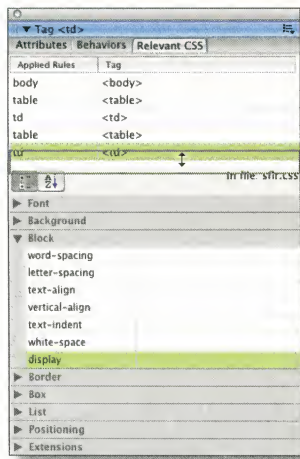 Tag <td>
Attributes Behaviors Relevant CSS
Applied Rules Tag
body <body>
table <table>
td <td>
table <table>
td <td>
A Z in file: sfir.css
Font
Background
Block
word-spacing
letter-spacing
text-align
vertical-align
text-indent
white-space
display
Border
Box
List
Positioning
Extensions